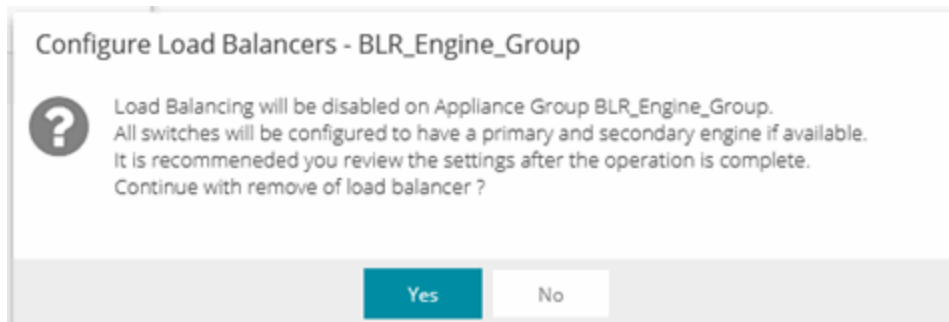 Configure Load Balancers - BLR_Engine_Group
Load Balancing will be disabled on Appliance Group BLR_Engine_Group.
All switches will be configured to have a primary and secondary engine if available.
It is recommeneded you review the settings after the operation is complete.
Continue with remove of load balancer ?
Yes
No